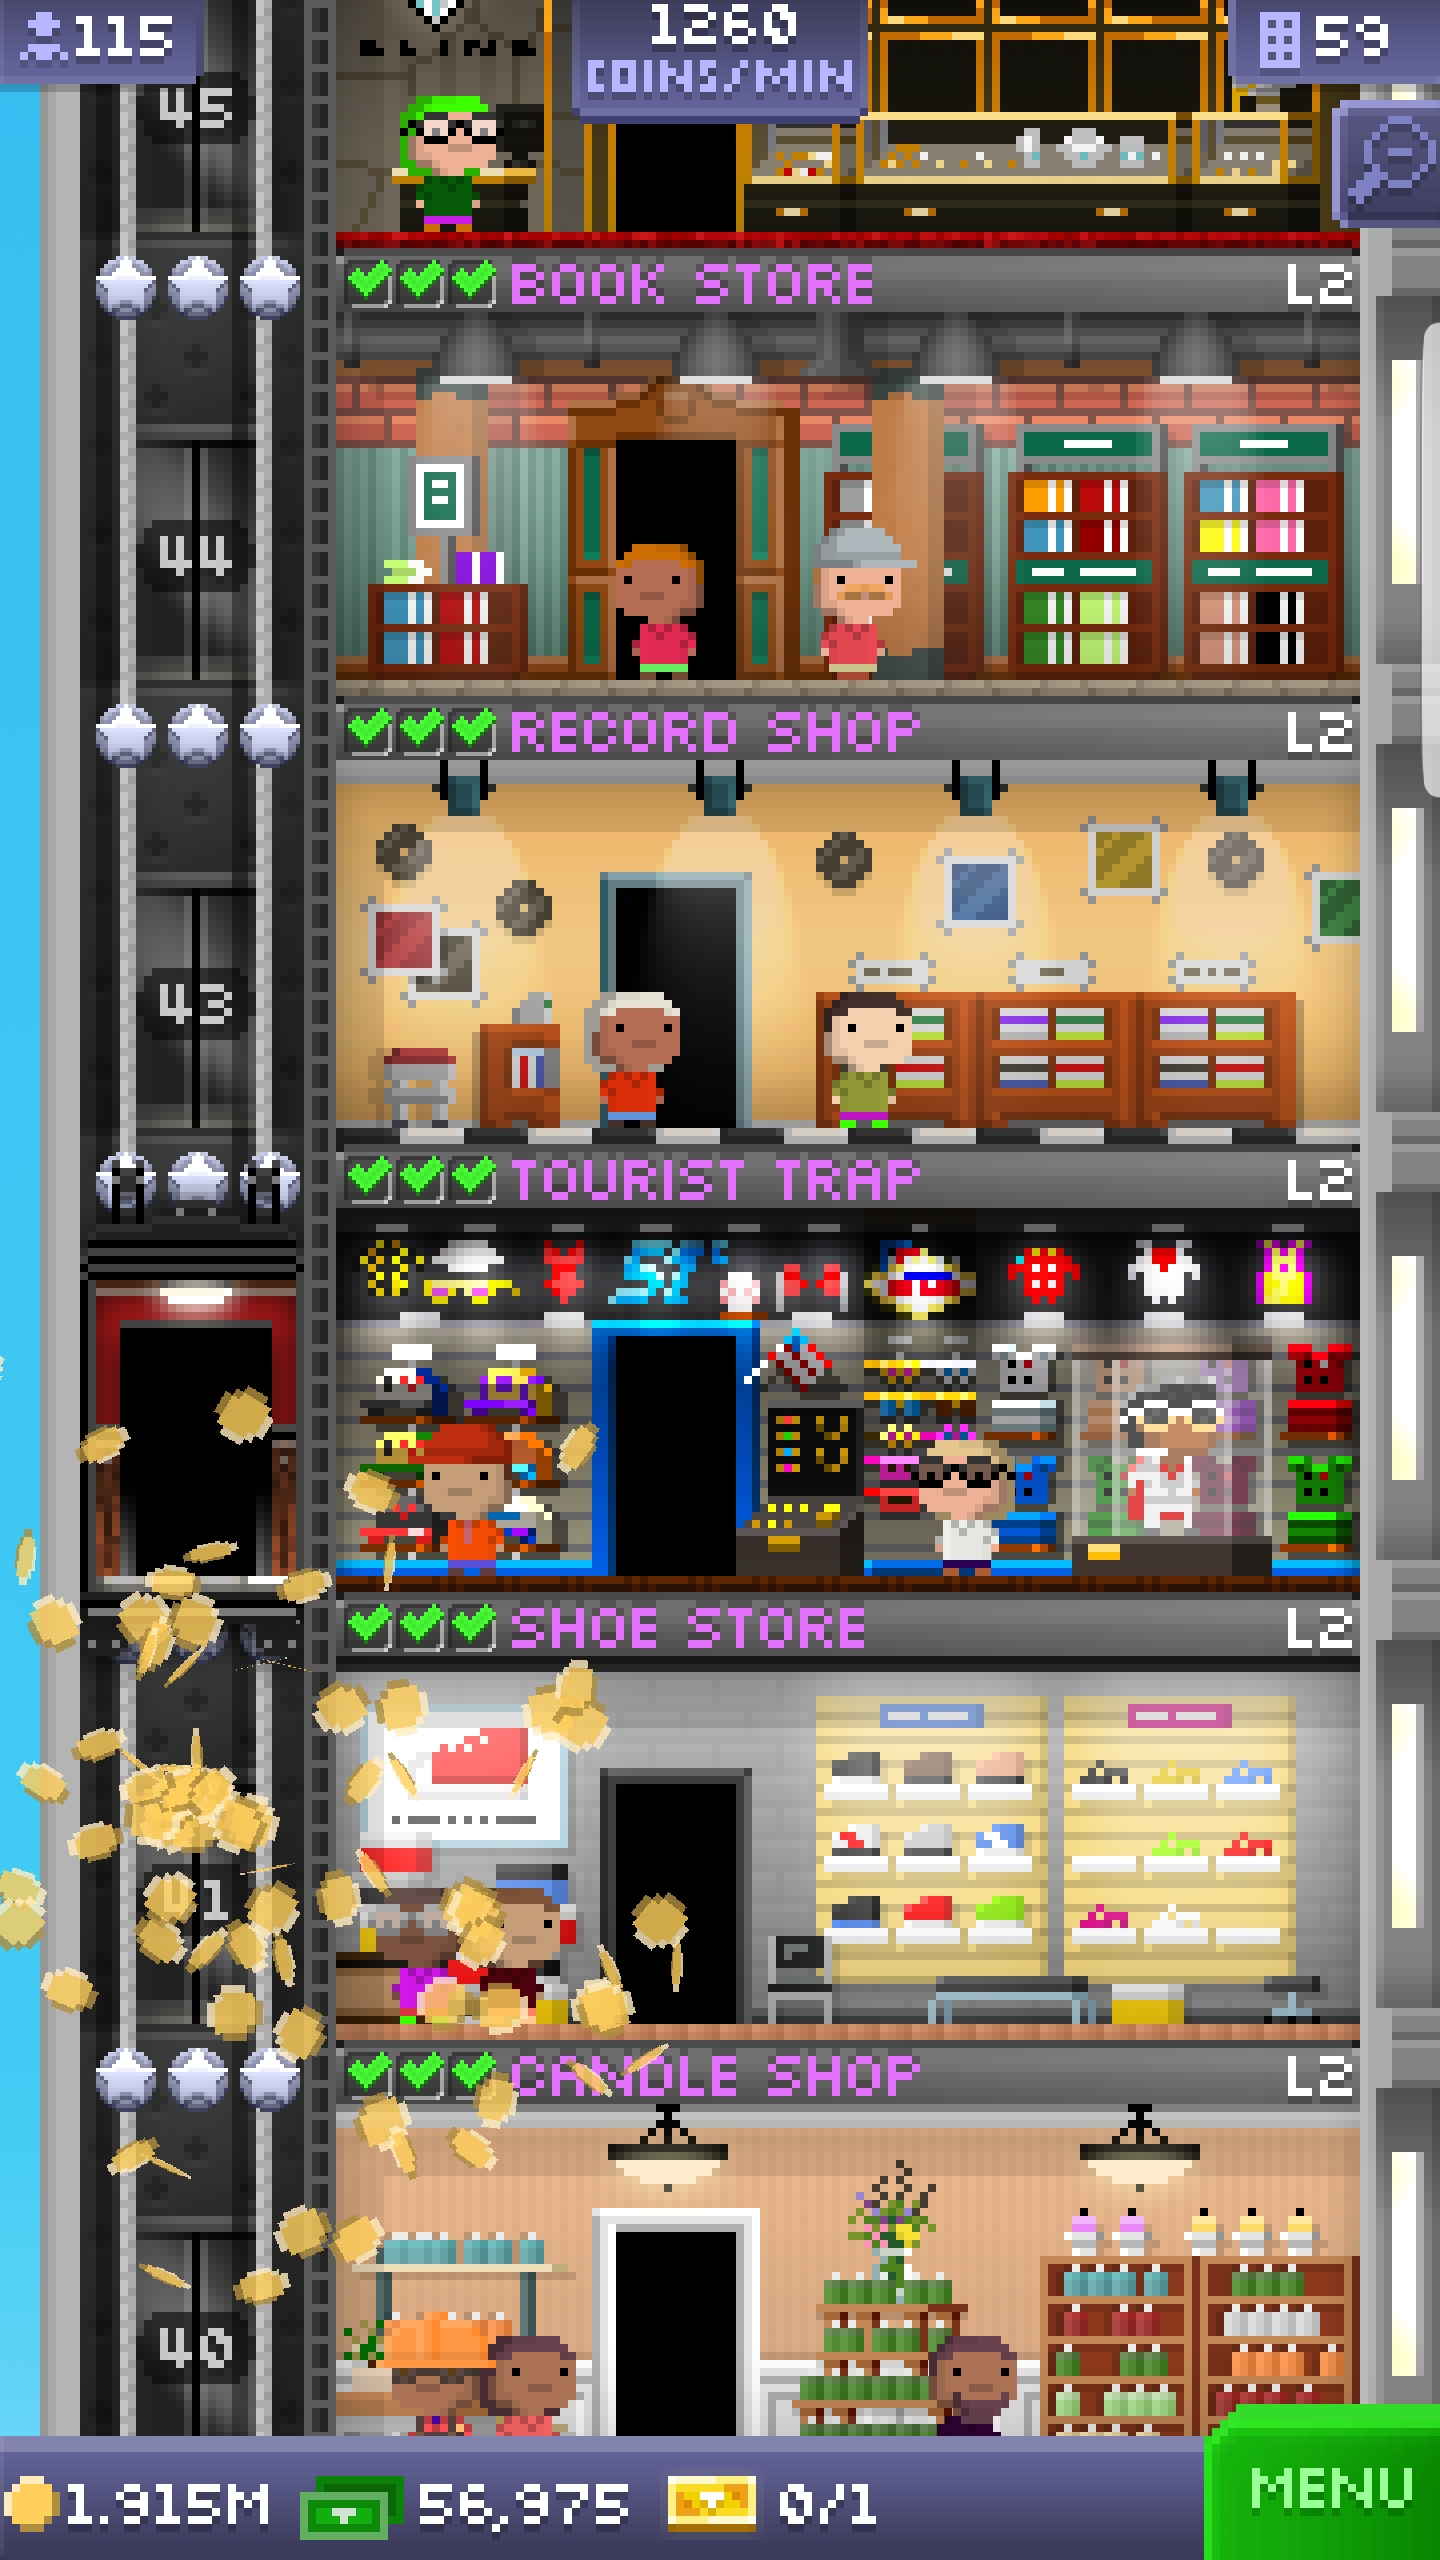 115
1260
COINS/MIN
59
45
BLING
BOOK STORE L2
44
RECORD SHOP L2
43
TOURIST TRAP L2
SHOE STORE L2
CANDLE SHOP L2
40
1.915M 56,975 0/1
MENU